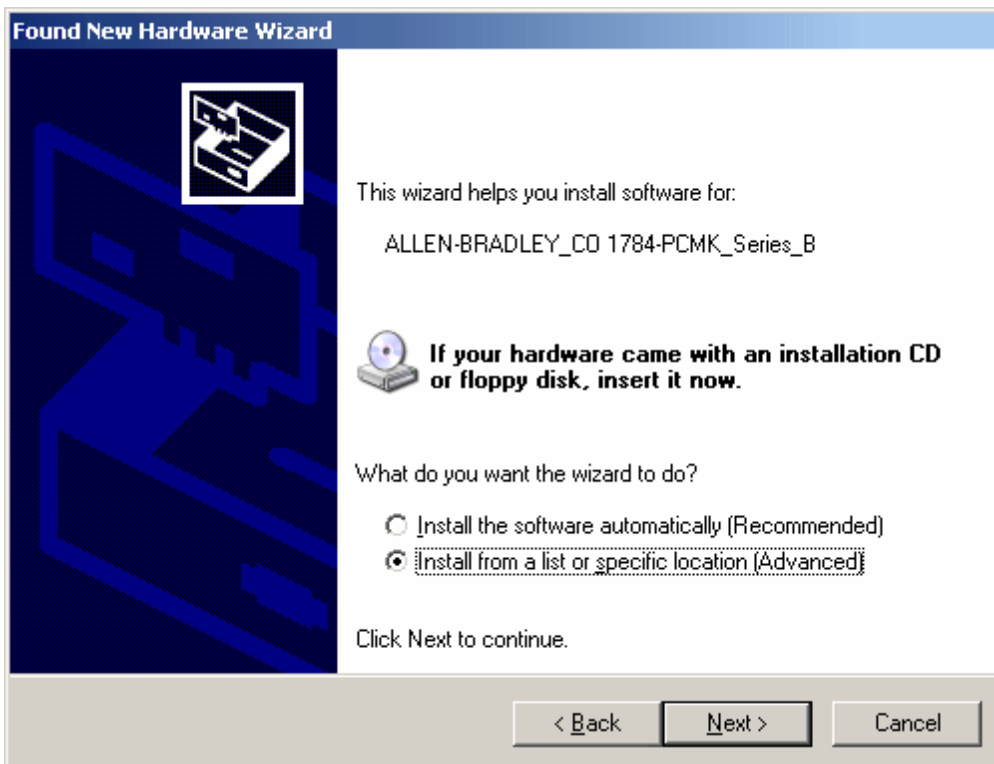 Found New Hardware Wizard
This wizard helps you install software for:
ALLEN-BRADLEY_CO 1784-PCMK_Series_B
If your hardware came with an installation CD
or floppy disk, insert it now.
What do you want the wizard to do?
Install the software automatically (Recommended)
Install from a list or specific location (Advanced)
Click Next to continue.
< Back Next > Cancel